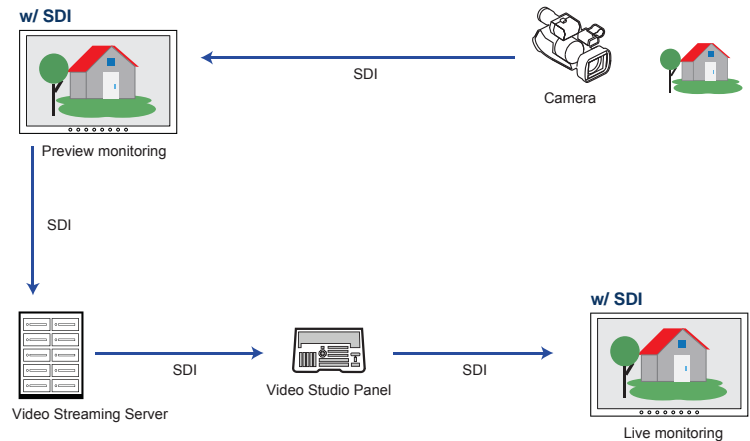 w/ SDI
SDI
Camera
Preview monitoring
SDI
w/ SDI
SDI
SDI
Video Studio Panel
Video Streaming Server
Live monitoring